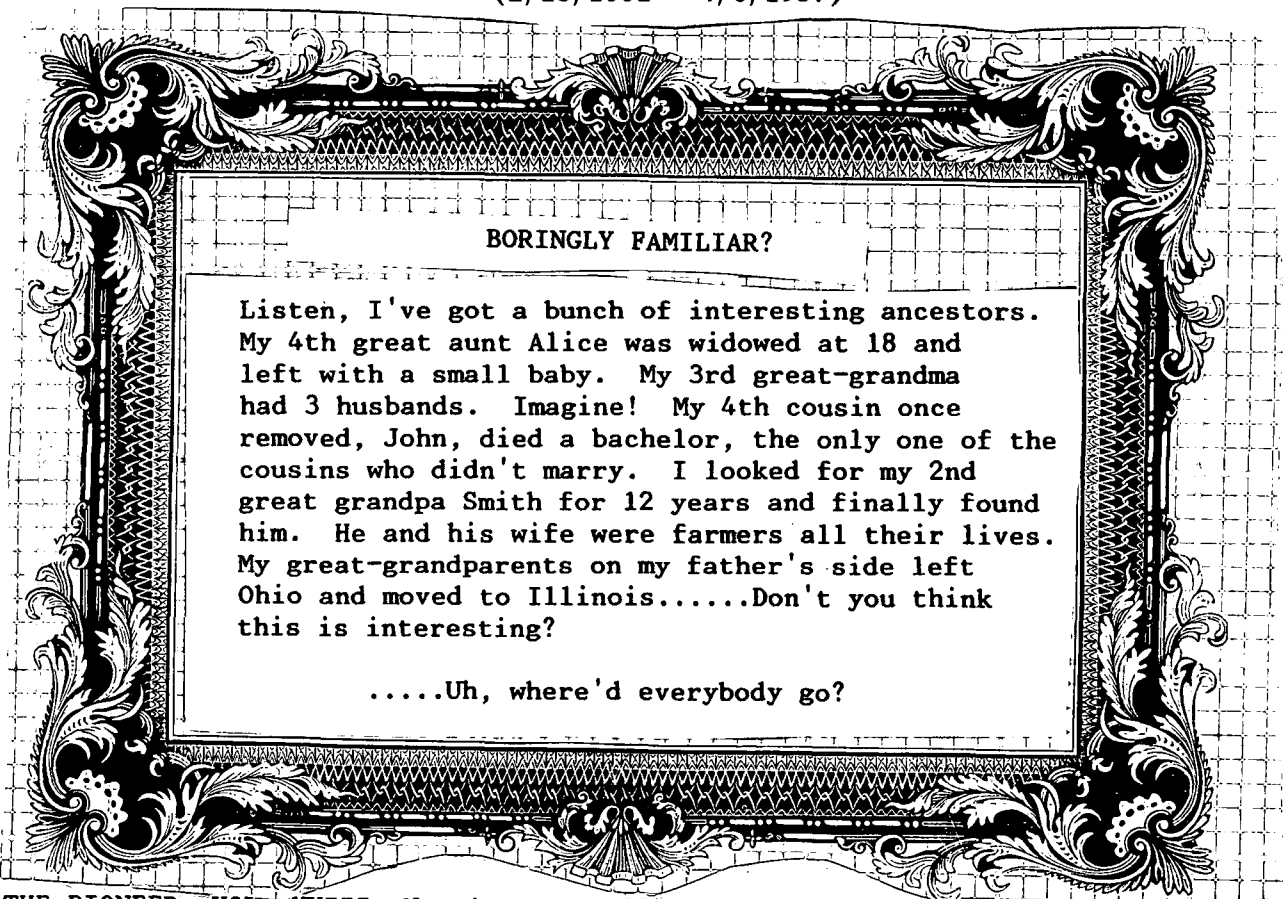 BORINGLY FAMILIAR?
Listen, I've got a bunch of interesting ancestors.
My 4th great aunt Alice was widowed at 18 and
left with a small baby. My 3rd great-grandma
had 3 husbands. Imagine! My 4th cousin once
removed, John, died a bachelor, the only one of the
cousins who didn't marry. I looked for my 2nd
great grandpa Smith for 12 years and finally found
him. He and his wife were farmers all their lives.
My great-grandparents on my father's side left
Ohio and moved to Illinois......Don't you think
this is interesting?
.....Uh, where'd everybody go?
THE PIONEER